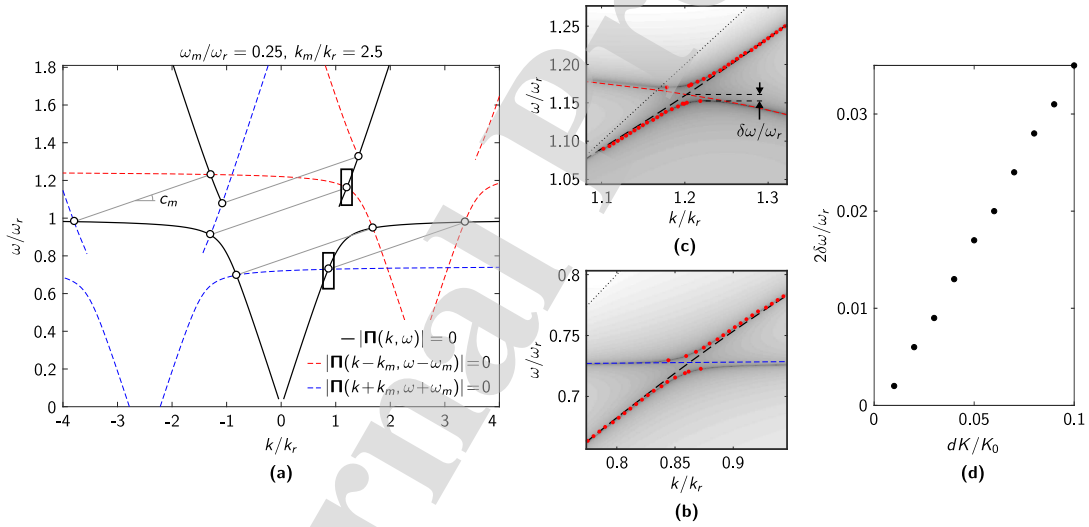 ω_m/ω_r = 0.25, k_m/k_r = 2.5
1.8
1.6
1.4
1.2
1
0.8
0.6
0.4
0.2
0
ω/ω_r
c_m
|Π(k, ω)| = 0
|Π(k−k_m, ω−ω_m)| = 0
|Π(k+k_m, ω+ω_m)| = 0
-4 -3 -2 -1 0 1 2 3 4
k/k_r
(a)
1.25
1.20
1.15
1.10
1.05
ω/ω_r
δω/ω_r
1.1 1.2 1.3
k/k_r
(c)
0.8
0.75
0.7
ω/ω_r
0.8 0.85 0.9
k/k_r
(b)
0.03
0.02
0.01
0
2δω/ω_r
0 0.05 0.1
dK/K_0
(d)